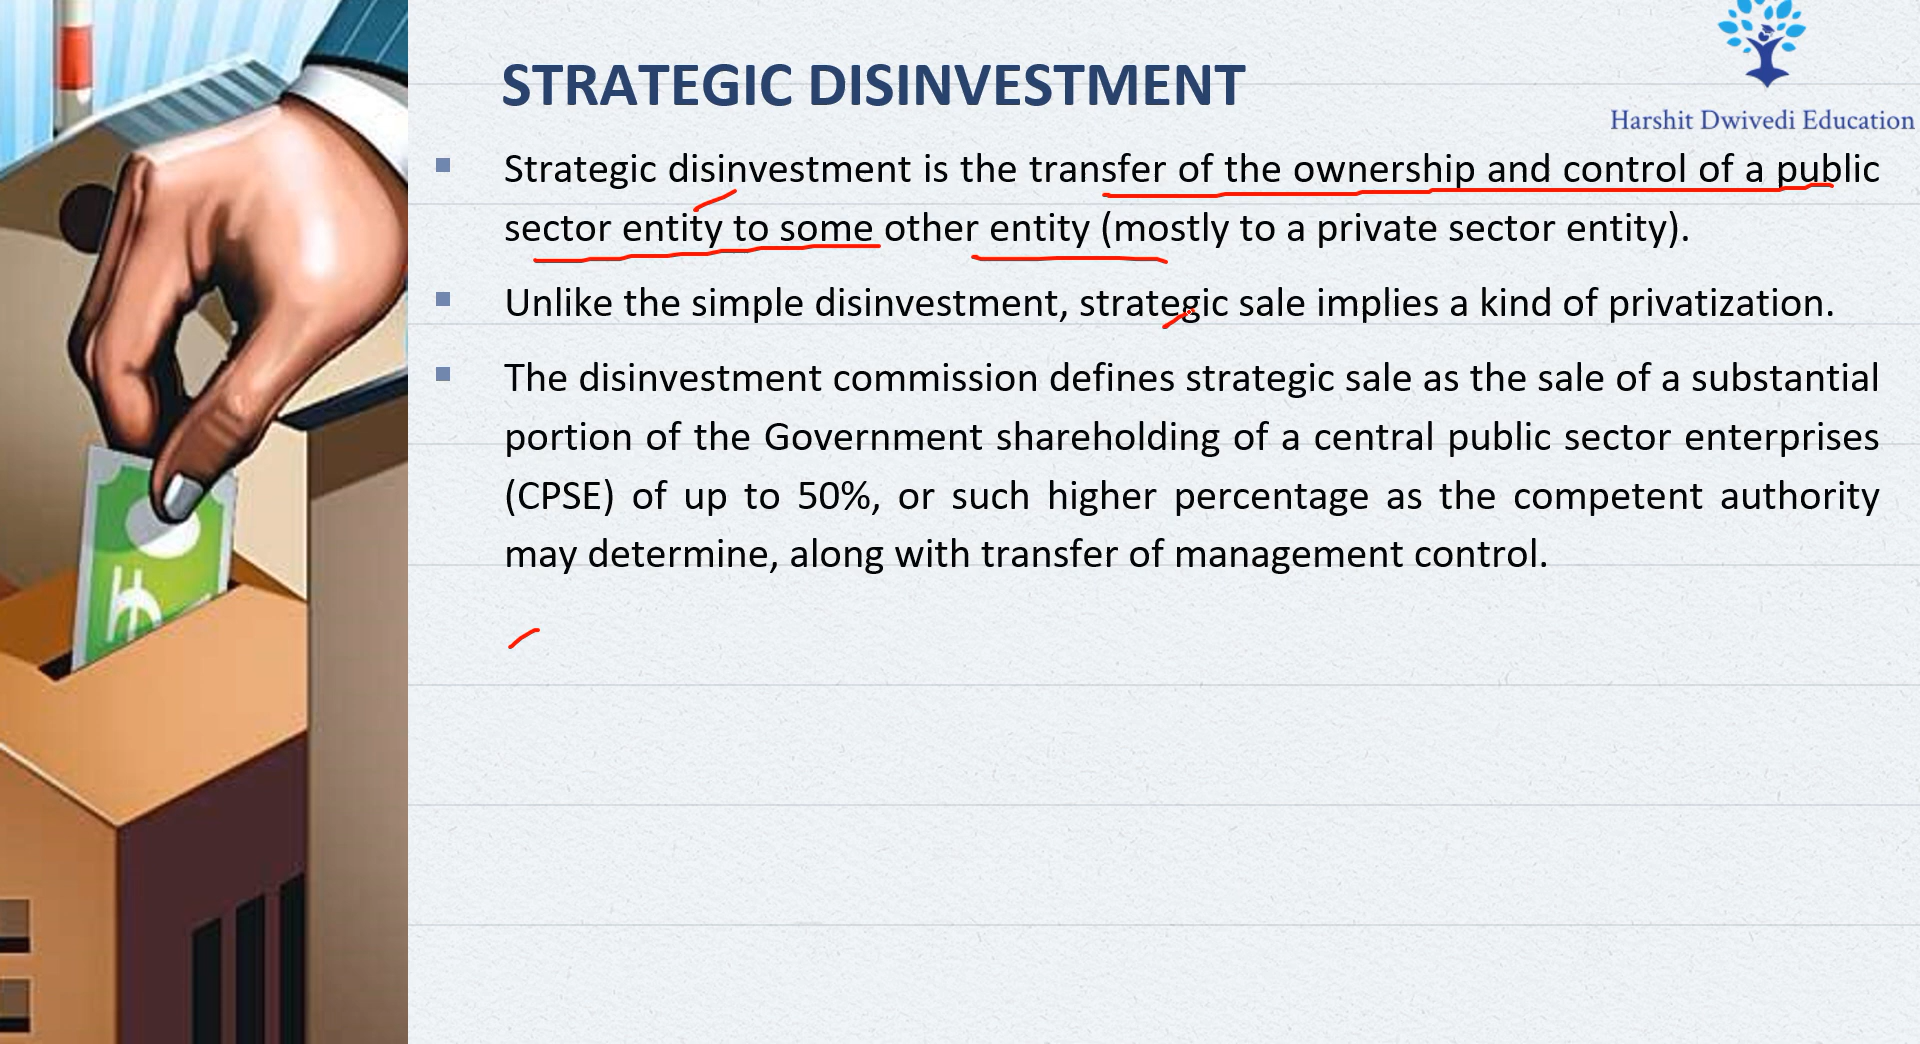 STRATEGIC DISINVESTMENT
Harshit Dwivedi Education
Strategic disinvestment is the transfer of the ownership and control of a public
sector entity to some other entity (mostly to a private sector entity).
Unlike the simple disinvestment, strategic sale implies a kind of privatization.
The disinvestment commission defines strategic sale as the sale of a substantial
portion of the Government shareholding of a central public sector enterprises
(CPSE) of up to 50%, or such higher percentage as the competent authority
may determine, along with transfer of management control.